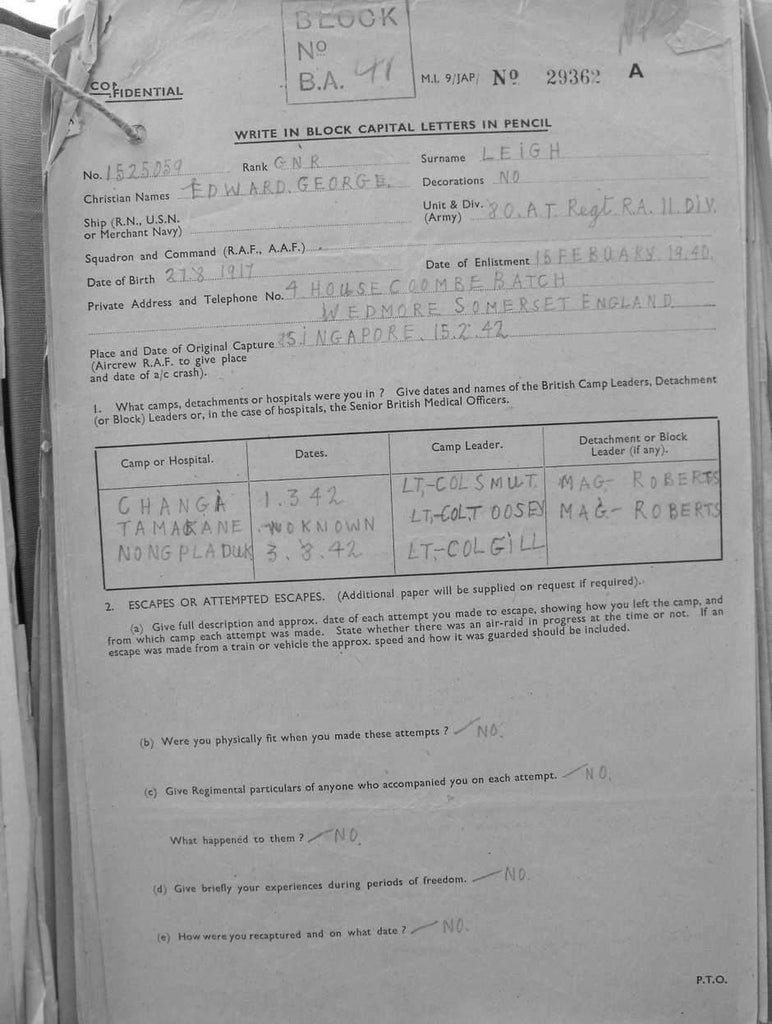 BLOCK
No
B.A. 41
M.I. 9/JAP/ No 29362 A
CONFIDENTIAL
WRITE IN BLOCK CAPITAL LETTERS IN PENCIL
No. 1525059 Rank GNR Surname LEIGH
Christian Names EDWARD. GEORGE. Decorations NO
Ship (R.N., U.S.N. or Merchant Navy) Unit & Div. (Army) 80. A.T. Regt R.A. 11. DIV.
Squadron and Command (R.A.F., A.A.F.)
Date of Birth 27 8 1917 Date of Enlistment 15 FEBUARY 1940.
Private Address and Telephone No. 4 HOUSE COOMBE BATCH
WEDMORE SOMERSET ENGLAND
Place and Date of Original Capture SINGAPORE. 15.2.42
(Aircrew R.A.F. to give place
and date of a/c crash).
1. What camps, detachments or hospitals were you in ? Give dates and names of the British Camp Leaders, Detachment
(or Block) Leaders or, in the case of hospitals, the Senior British Medical Officers.
Camp or Hospital. Dates. Camp Leader. Detachment or Block Leader (if any).
CHANGA 1.3 42 LT,-COL SMUT. MAG- ROBERTS
TAMAKANE NOKNOWN LT,-COL,T OOSEY MAG- ROBERTS
NONGPLADUK 3.8.42 LT,-COL GILL
2. ESCAPES OR ATTEMPTED ESCAPES. (Additional paper will be supplied on request if required).
(a) Give full description and approx. date of each attempt you made to escape, showing how you left the camp, and
from which camp each attempt was made. State whether there was an air-raid in progress at the time or not. If an
escape was made from a train or vehicle the approx. speed and how it was guarded should be included.
(b) Were you physically fit when you made these attempts ? NO.
(c) Give Regimental particulars of anyone who accompanied you on each attempt. NO.
What happened to them ? NO.
(d) Give briefly your experiences during periods of freedom. NO.
(e) How were you recaptured and on what date ? NO.
P.T.O.